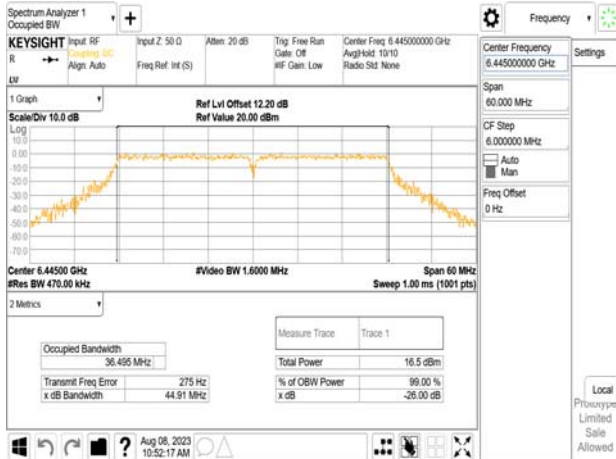 Spectrum Analyzer 1
Occupied BW
+
Frequency
KEYSIGHT
R
Input: RF
Coupling: DC
Align: Auto
Input Z: 50 Ω
Freq Ref: Int (S)
Atten: 20 dB
Trig: Free Run
Gate: Off
#IF Gain: Low
Center Freq: 6.445000000 GHz
Avg|Hold: 10/10
Radio Std: None
LXI
1 Graph
Scale/Div 10.0 dB
Ref Lvl Offset 12.20 dB
Ref Value 20.00 dBm
Log
10.0
0.00
-10.0
-20.0
-30.0
-40.0
-50.0
-60.0
-70.0
Center 6.44500 GHz
#Res BW 470.00 kHz
#Video BW 1.6000 MHz
Span 60 MHz
Sweep 1.00 ms (1001 pts)
2 Metrics
Occupied Bandwidth
36.495 MHz
Transmit Freq Error 275 Hz
x dB Bandwidth 44.91 MHz
Measure Trace Trace 1
Total Power 16.5 dBm
% of OBW Power 99.00 %
x dB -26.00 dB
Aug 08, 2023
10:52:17 AM
?
Center Frequency
6.445000000 GHz
Settings
Span
60.000 MHz
CF Step
6.000000 MHz
Auto
Man
Freq Offset
0 Hz
Local
Prototype
Limited
Sale
Allowed